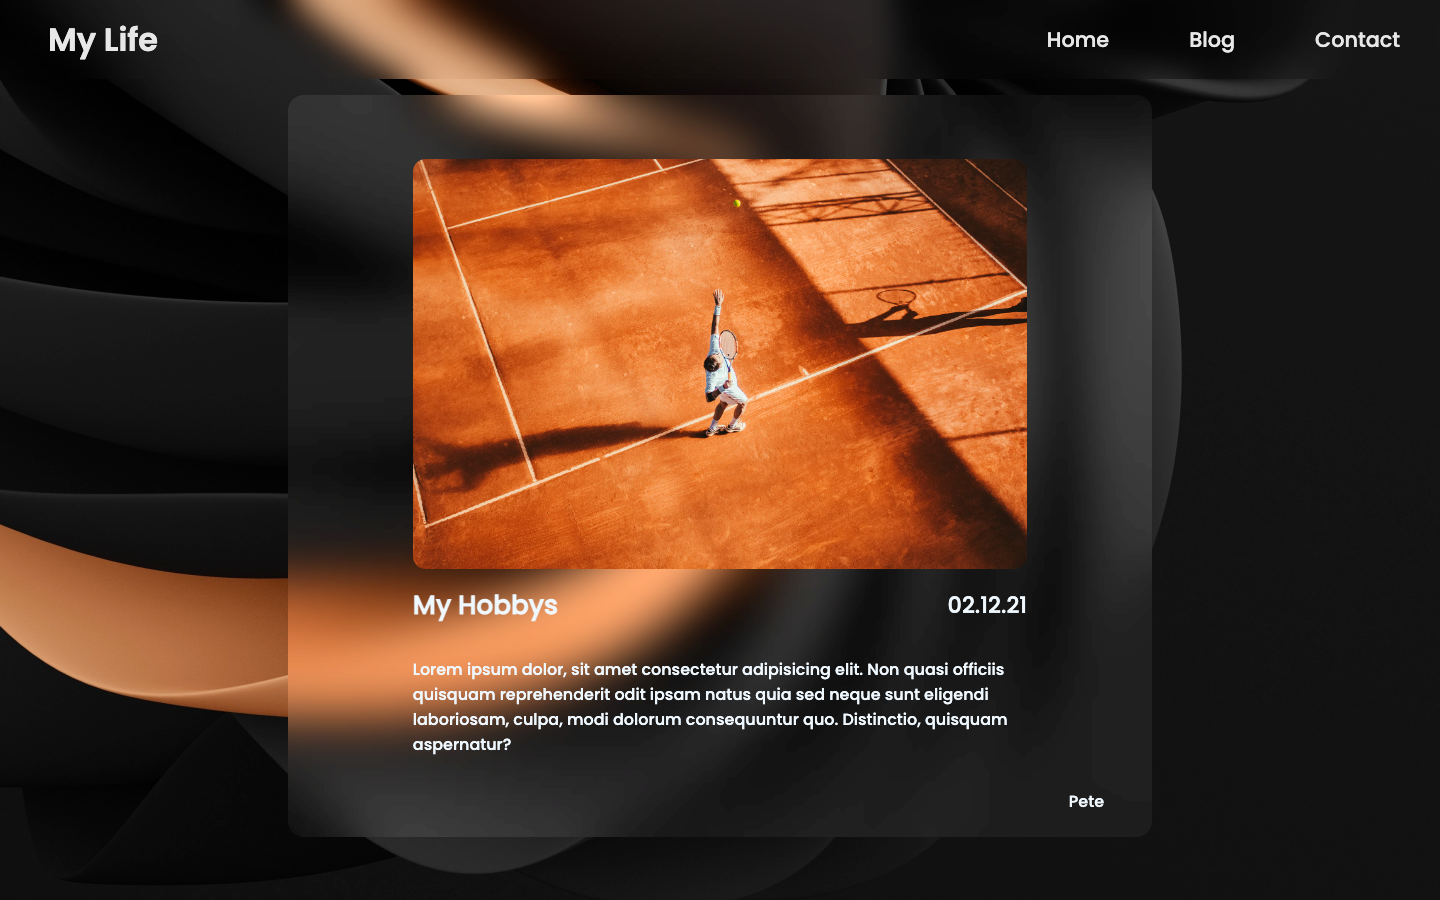 My Life
Home Blog Contact
My Hobbys
02.12.21
Lorem ipsum dolor, sit amet consectetur adipisicing elit. Non quasi officiis
quisquam reprehenderit odit ipsam natus quia sed neque sunt eligendi
laboriosam, culpa, modi dolorum consequuntur quo. Distinctio, quisquam
aspernatur?
Pete